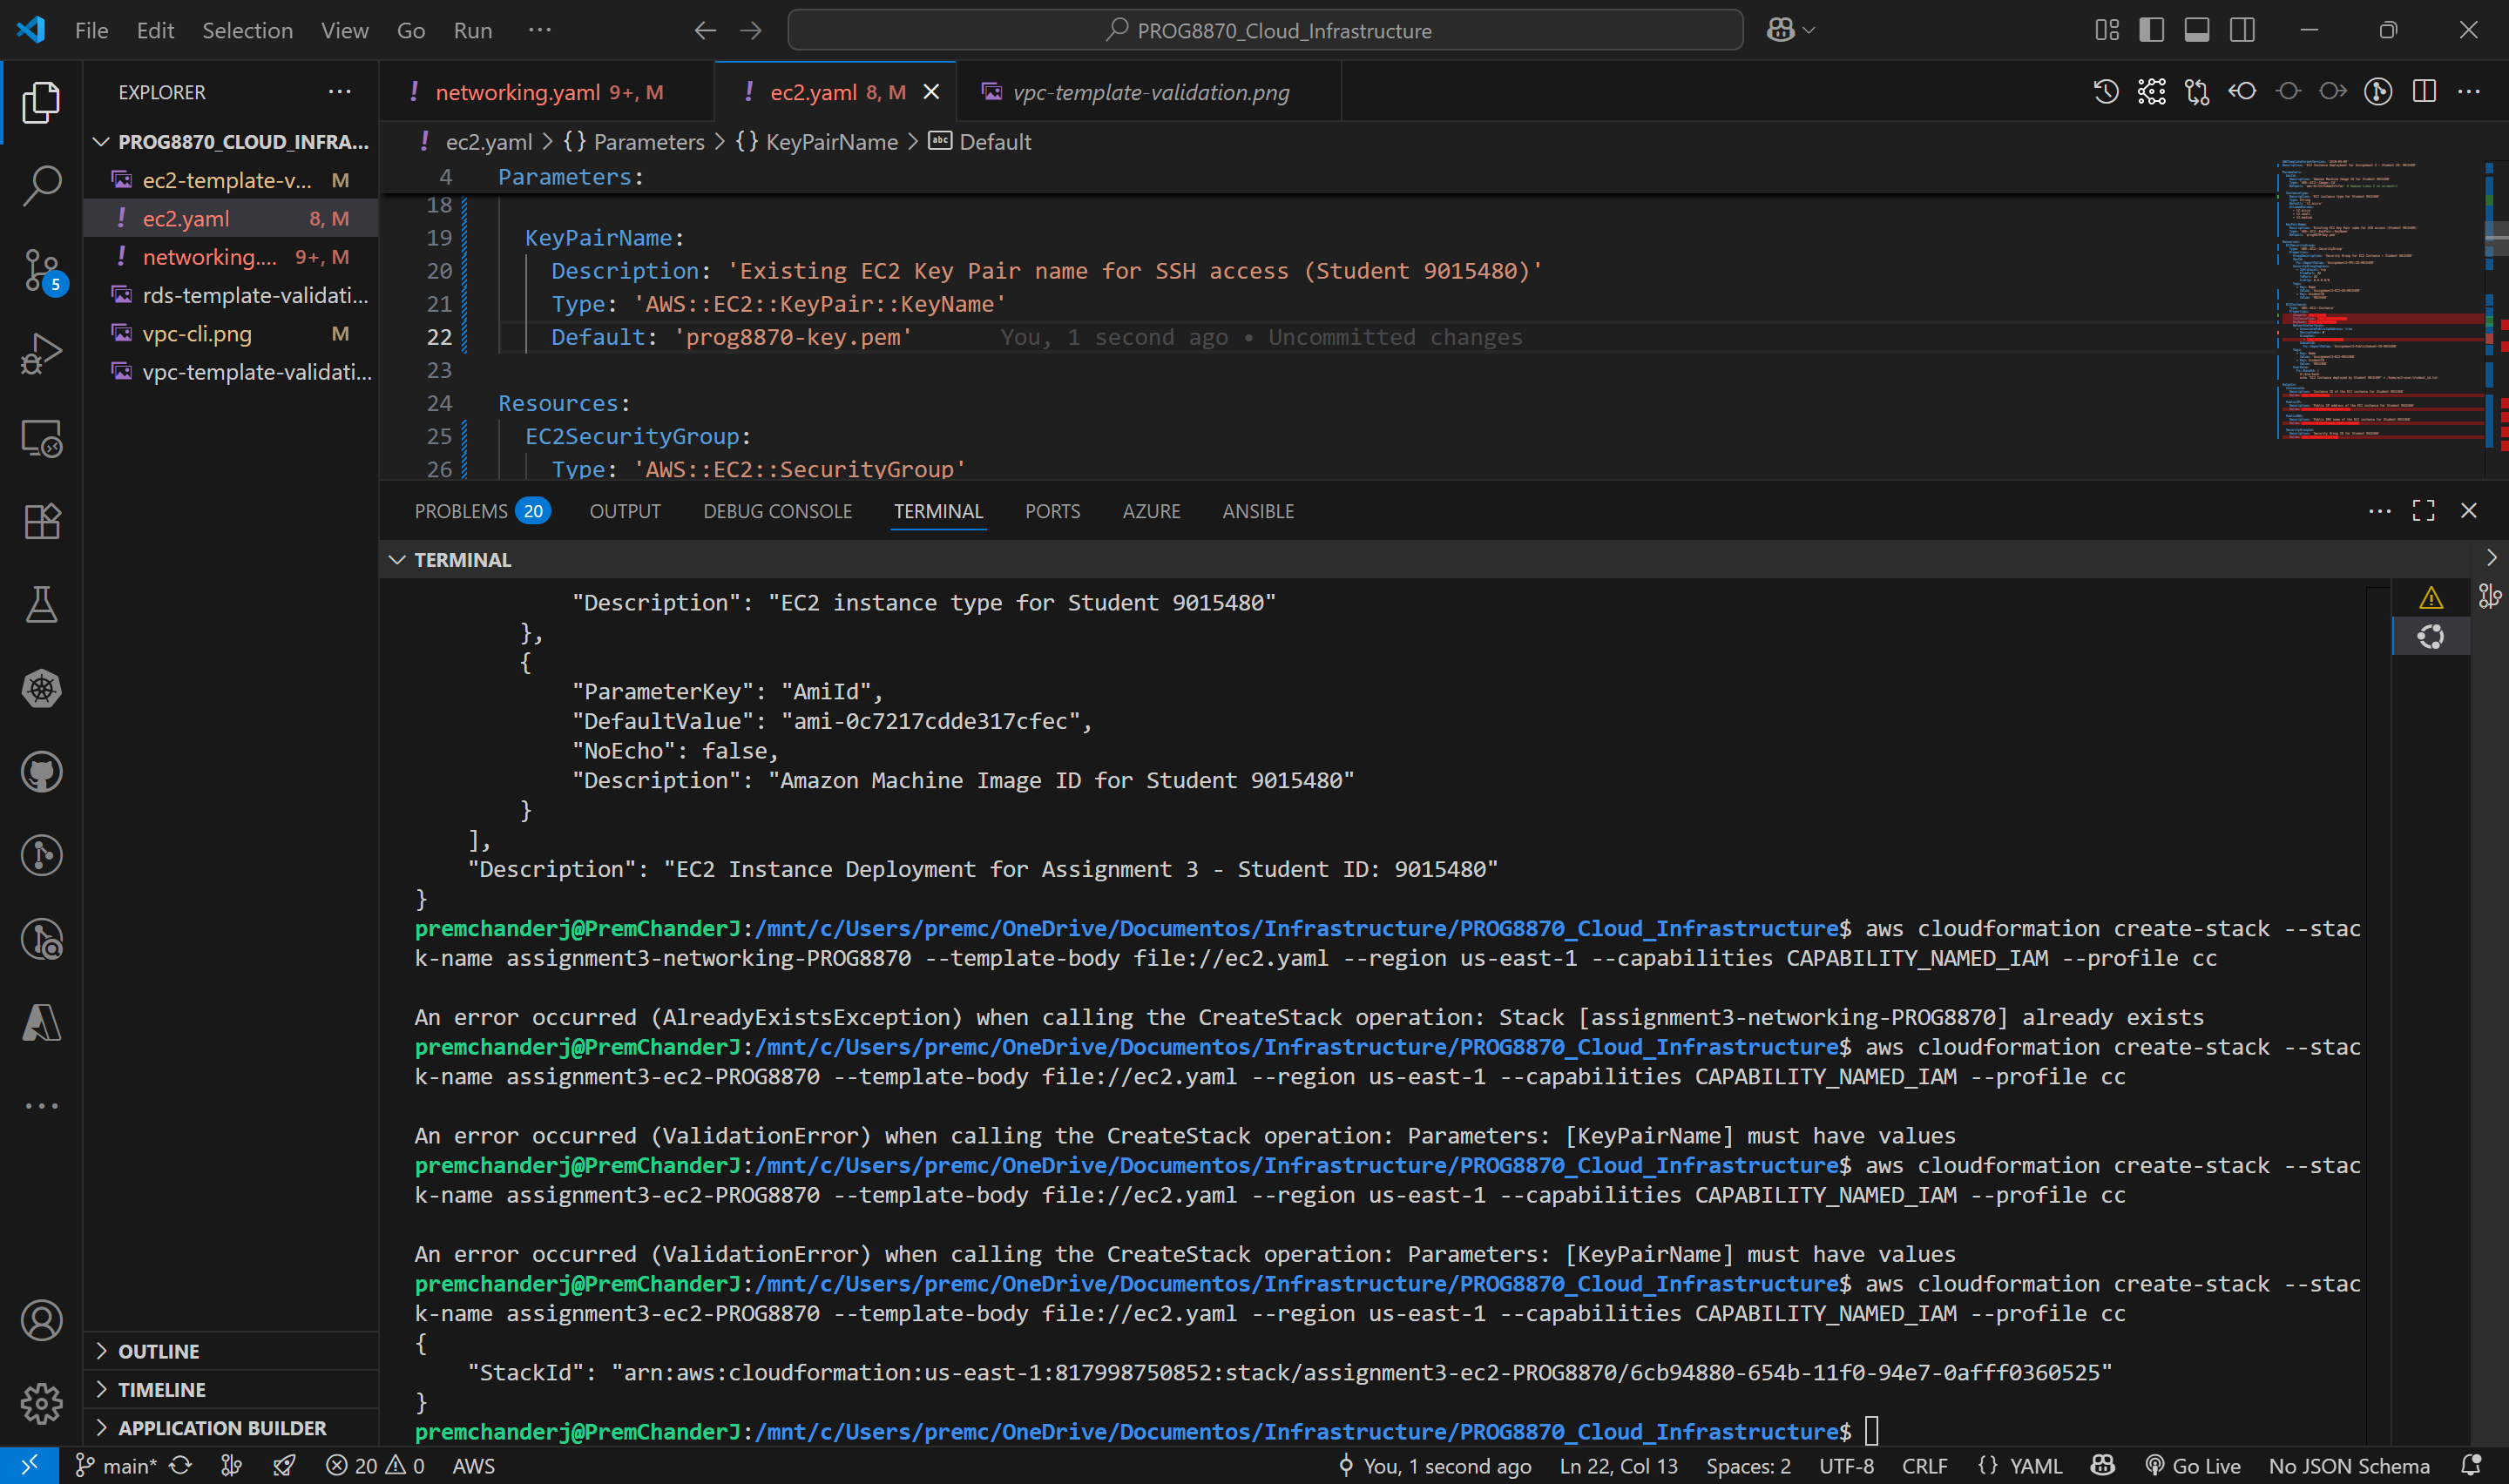 File Edit Selection View Go Run ··· PROG8870_Cloud_Infrastructure
EXPLORER ···
PROG8870_CLOUD_INFRA...
ec2-template-v... M
! ec2.yaml 8, M
! networking.... 9+, M
rds-template-validati...
vpc-cli.png M
vpc-template-validati...
OUTLINE
TIMELINE
APPLICATION BUILDER
5
! networking.yaml 9+, M
! ec2.yaml 8, M
vpc-template-validation.png
! ec2.yaml > {} Parameters > {} KeyPairName > abc Default
4 Parameters:
18
19 KeyPairName:
20 Description: 'Existing EC2 Key Pair name for SSH access (Student 9015480)'
21 Type: 'AWS::EC2::KeyPair::KeyName'
22 Default: 'prog8870-key.pem' You, 1 second ago • Uncommitted changes
23
24 Resources:
25 EC2SecurityGroup:
26 Type: 'AWS::EC2::SecurityGroup'
PROBLEMS 20 OUTPUT DEBUG CONSOLE TERMINAL PORTS AZURE ANSIBLE
TERMINAL
"Description": "EC2 instance type for Student 9015480"
},
{
"ParameterKey": "AmiId",
"DefaultValue": "ami-0c7217cdde317cfec",
"NoEcho": false,
"Description": "Amazon Machine Image ID for Student 9015480"
}
],
"Description": "EC2 Instance Deployment for Assignment 3 - Student ID: 9015480"
}
premchanderj@PremChanderJ:/mnt/c/Users/premc/OneDrive/Documentos/Infrastructure/PROG8870_Cloud_Infrastructure$ aws cloudformation create-stack --stac
k-name assignment3-networking-PROG8870 --template-body file://ec2.yaml --region us-east-1 --capabilities CAPABILITY_NAMED_IAM --profile cc
An error occurred (AlreadyExistsException) when calling the CreateStack operation: Stack [assignment3-networking-PROG8870] already exists
premchanderj@PremChanderJ:/mnt/c/Users/premc/OneDrive/Documentos/Infrastructure/PROG8870_Cloud_Infrastructure$ aws cloudformation create-stack --stac
k-name assignment3-ec2-PROG8870 --template-body file://ec2.yaml --region us-east-1 --capabilities CAPABILITY_NAMED_IAM --profile cc
An error occurred (ValidationError) when calling the CreateStack operation: Parameters: [KeyPairName] must have values
premchanderj@PremChanderJ:/mnt/c/Users/premc/OneDrive/Documentos/Infrastructure/PROG8870_Cloud_Infrastructure$ aws cloudformation create-stack --stac
k-name assignment3-ec2-PROG8870 --template-body file://ec2.yaml --region us-east-1 --capabilities CAPABILITY_NAMED_IAM --profile cc
An error occurred (ValidationError) when calling the CreateStack operation: Parameters: [KeyPairName] must have values
premchanderj@PremChanderJ:/mnt/c/Users/premc/OneDrive/Documentos/Infrastructure/PROG8870_Cloud_Infrastructure$ aws cloudformation create-stack --stac
k-name assignment3-ec2-PROG8870 --template-body file://ec2.yaml --region us-east-1 --capabilities CAPABILITY_NAMED_IAM --profile cc
{
"StackId": "arn:aws:cloudformation:us-east-1:817998750852:stack/assignment3-ec2-PROG8870/6cb94880-654b-11f0-94e7-0afff0360525"
}
premchanderj@PremChanderJ:/mnt/c/Users/premc/OneDrive/Documentos/Infrastructure/PROG8870_Cloud_Infrastructure$
main* 20 0 AWS You, 1 second ago Ln 22, Col 13 Spaces: 2 UTF-8 CRLF {} YAML Go Live No JSON Schema